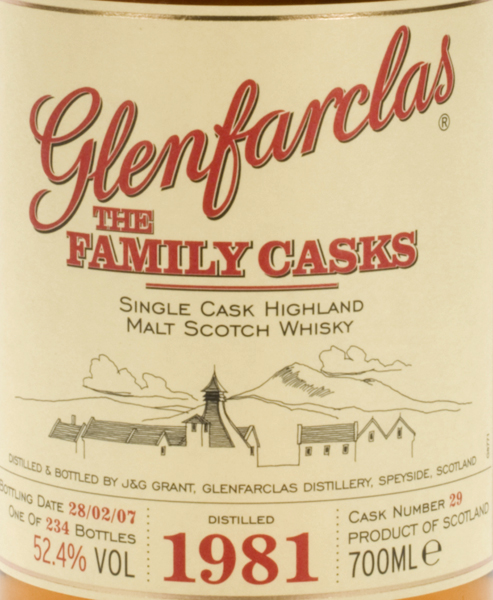 Glenfarclas®
THE
FAMILY CASKS
SINGLE CASK HIGHLAND
MALT SCOTCH WHISKY
DISTILLED & BOTTLED BY J&G GRANT, GLENFARCLAS DISTILLERY, SPEYSIDE, SCOTLAND
BOTTLING DATE 28/02/07
ONE OF 234 BOTTLES
52.4% VOL
DISTILLED
1981
CASK NUMBER 29
PRODUCT OF SCOTLAND
700ML e